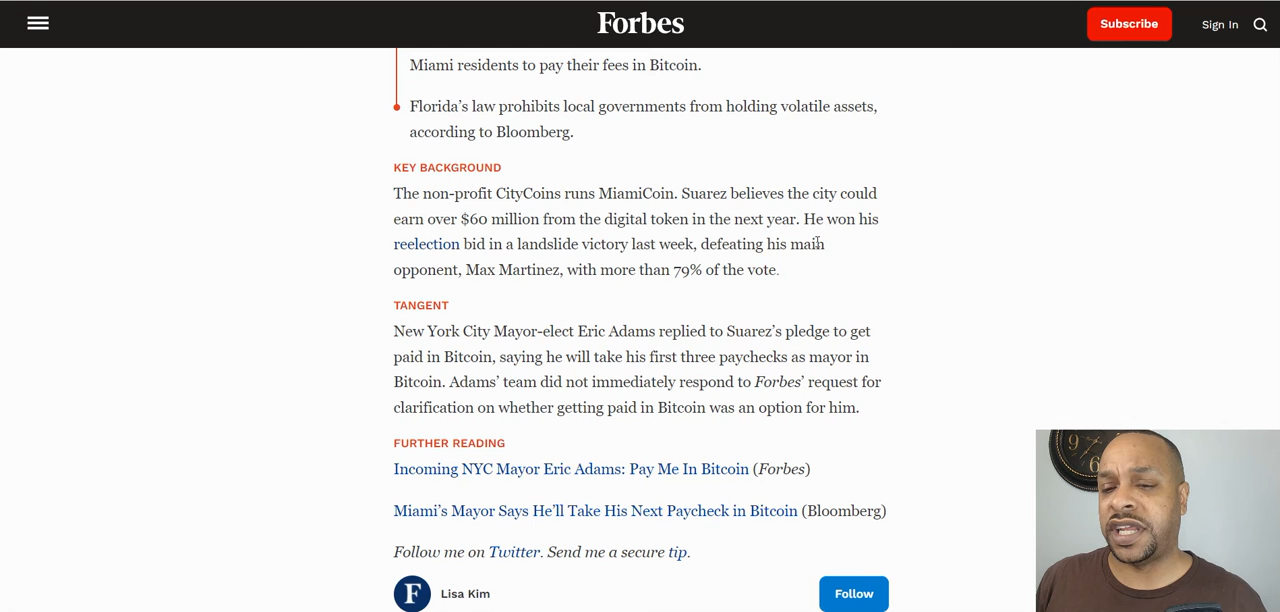 Forbes
Subscribe
Sign In
Miami residents to pay their fees in Bitcoin.
Florida’s law prohibits local governments from holding volatile assets,
according to Bloomberg.
KEY BACKGROUND
The non-profit CityCoins runs MiamiCoin. Suarez believes the city could
earn over $60 million from the digital token in the next year. He won his
reelection bid in a landslide victory last week, defeating his main
opponent, Max Martinez, with more than 79% of the vote.
TANGENT
New York City Mayor-elect Eric Adams replied to Suarez’s pledge to get
paid in Bitcoin, saying he will take his first three paychecks as mayor in
Bitcoin. Adams’ team did not immediately respond to Forbes’ request for
clarification on whether getting paid in Bitcoin was an option for him.
FURTHER READING
Incoming NYC Mayor Eric Adams: Pay Me In Bitcoin (Forbes)
Miami’s Mayor Says He’ll Take His Next Paycheck in Bitcoin (Bloomberg)
Follow me on Twitter. Send me a secure tip.
F
Lisa Kim
Follow
9
6